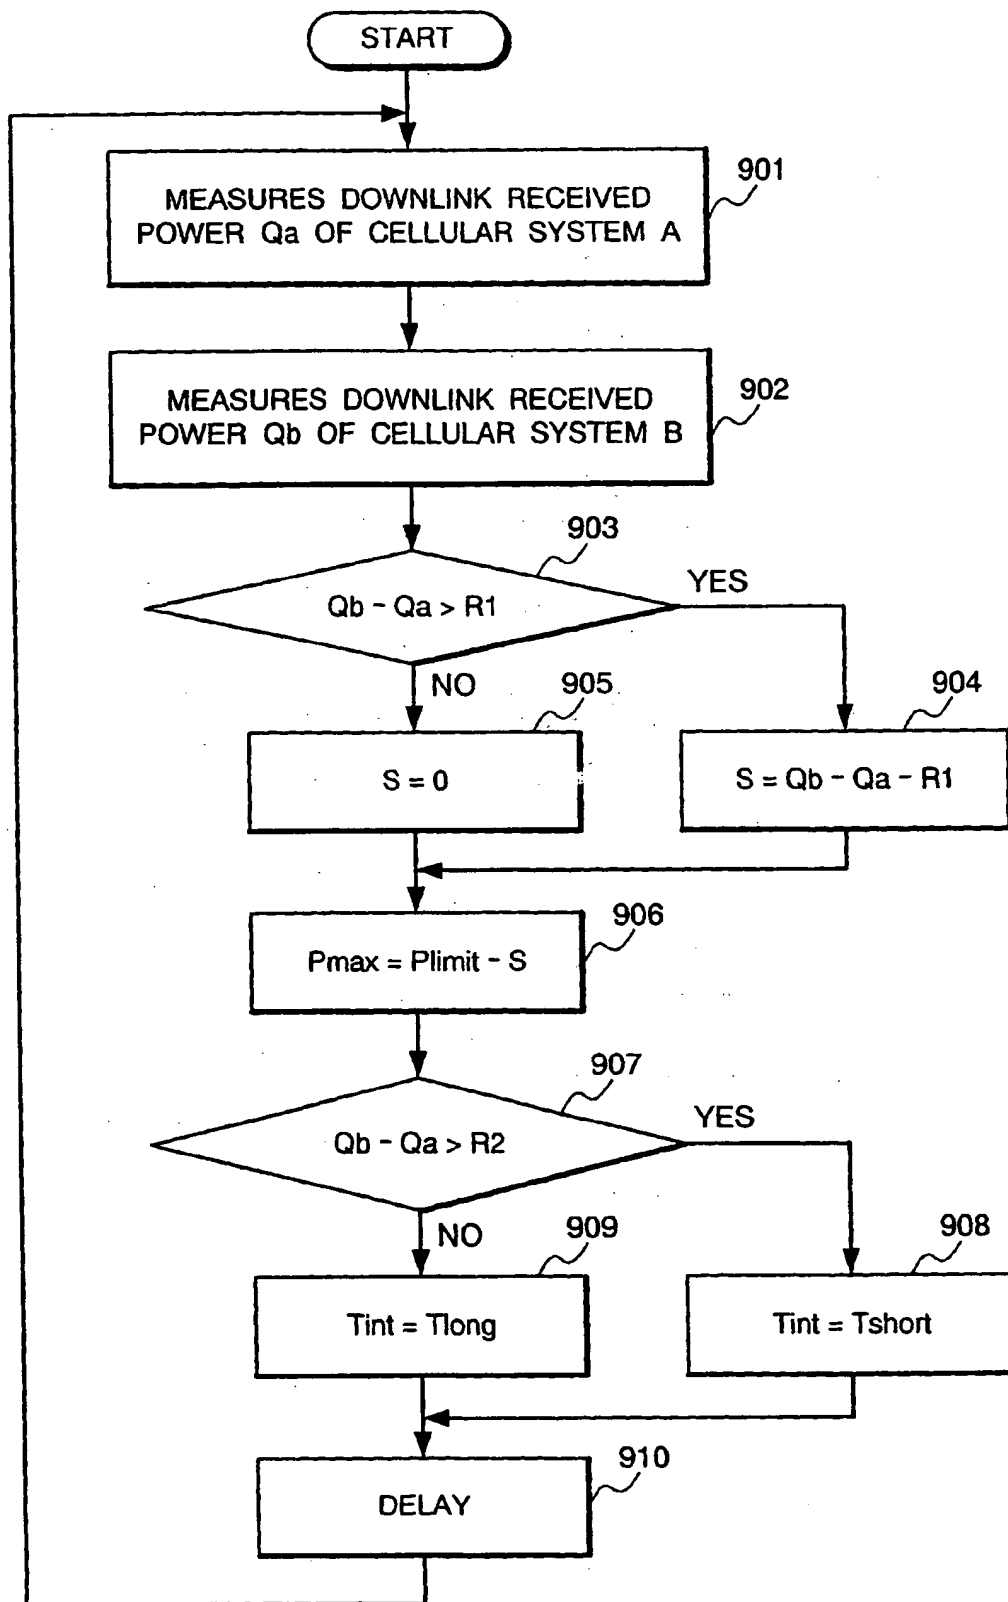 START
MEASURES DOWNLINK RECEIVED
POWER Qa OF CELLULAR SYSTEM A
901
MEASURES DOWNLINK RECEIVED
POWER Qb OF CELLULAR SYSTEM B
902
903
Qb - Qa > R1
YES
NO
905
904
S = 0
S = Qb - Qa - R1
906
Pmax = Plimit - S
907
Qb - Qa > R2
YES
NO
909
908
Tint = Tlong
Tint = Tshort
910
DELAY